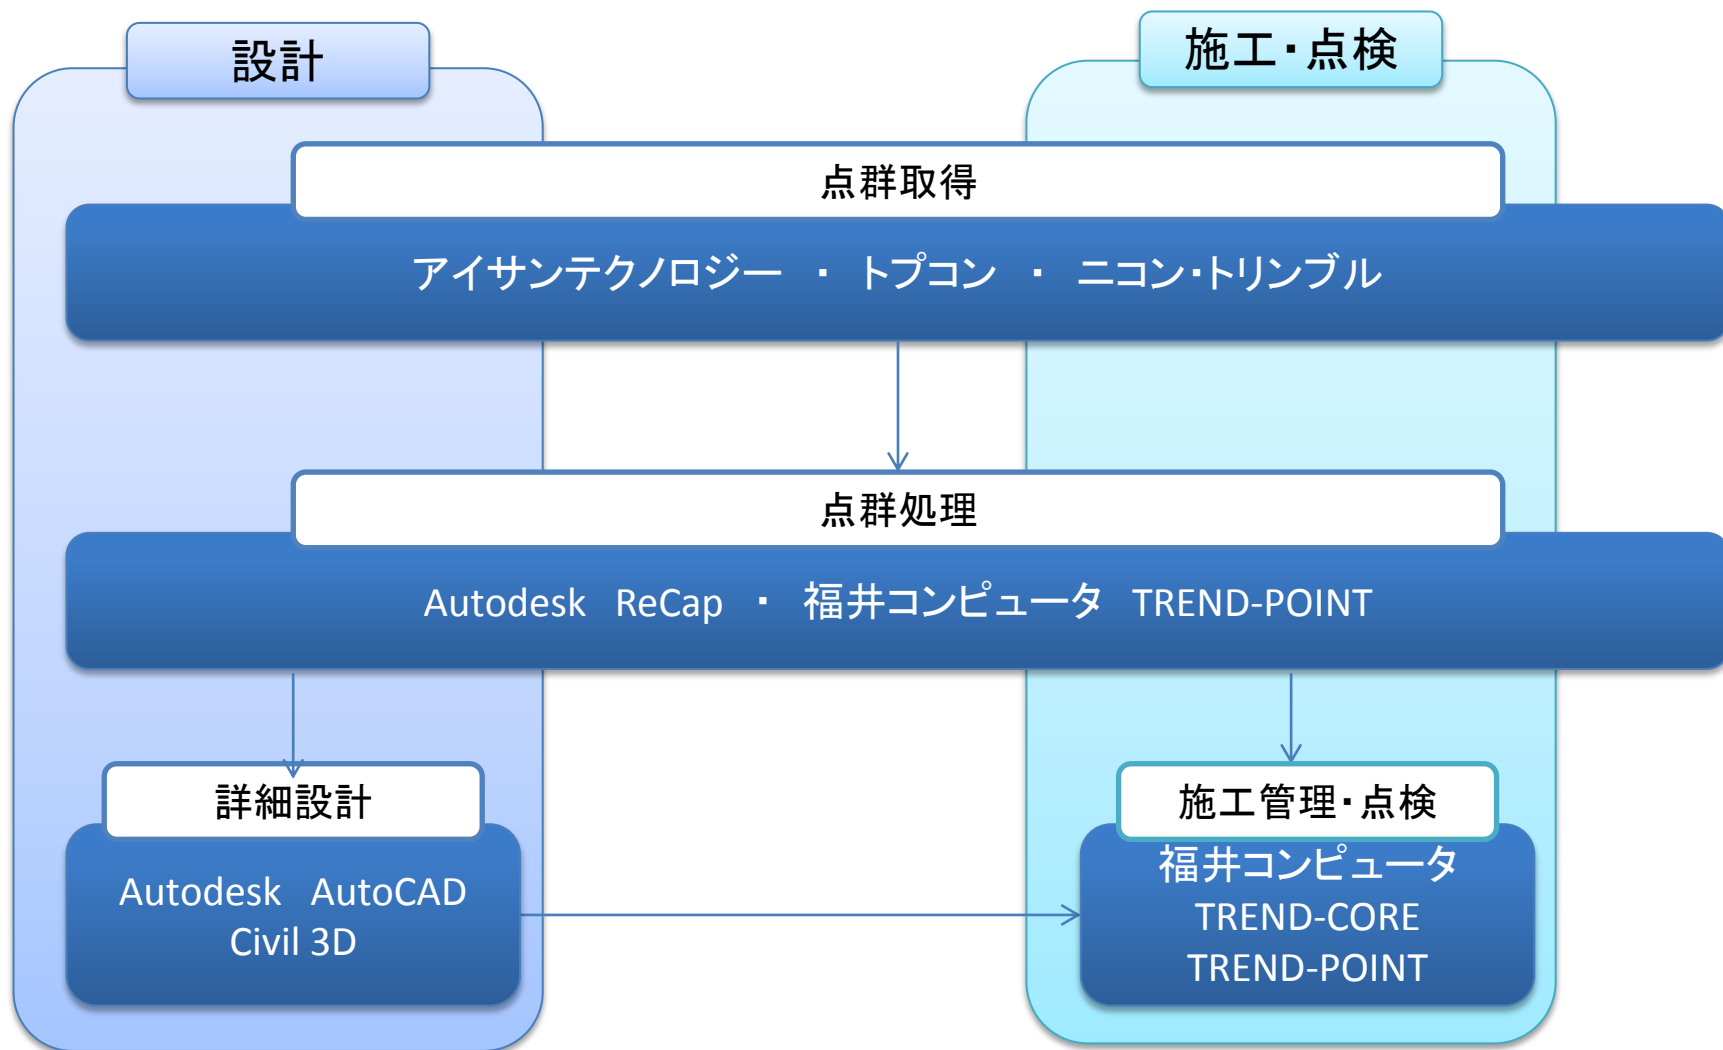 設計
施工・点検
点群取得
アイサンテクノロジー ・ トプコン ・ ニコン・トリンブル
点群処理
Autodesk ReCap ・ 福井コンピュータ TREND-POINT
詳細設計
Autodesk AutoCAD
Civil 3D
施工管理・点検
福井コンピュータ
TREND-CORE
TREND-POINT